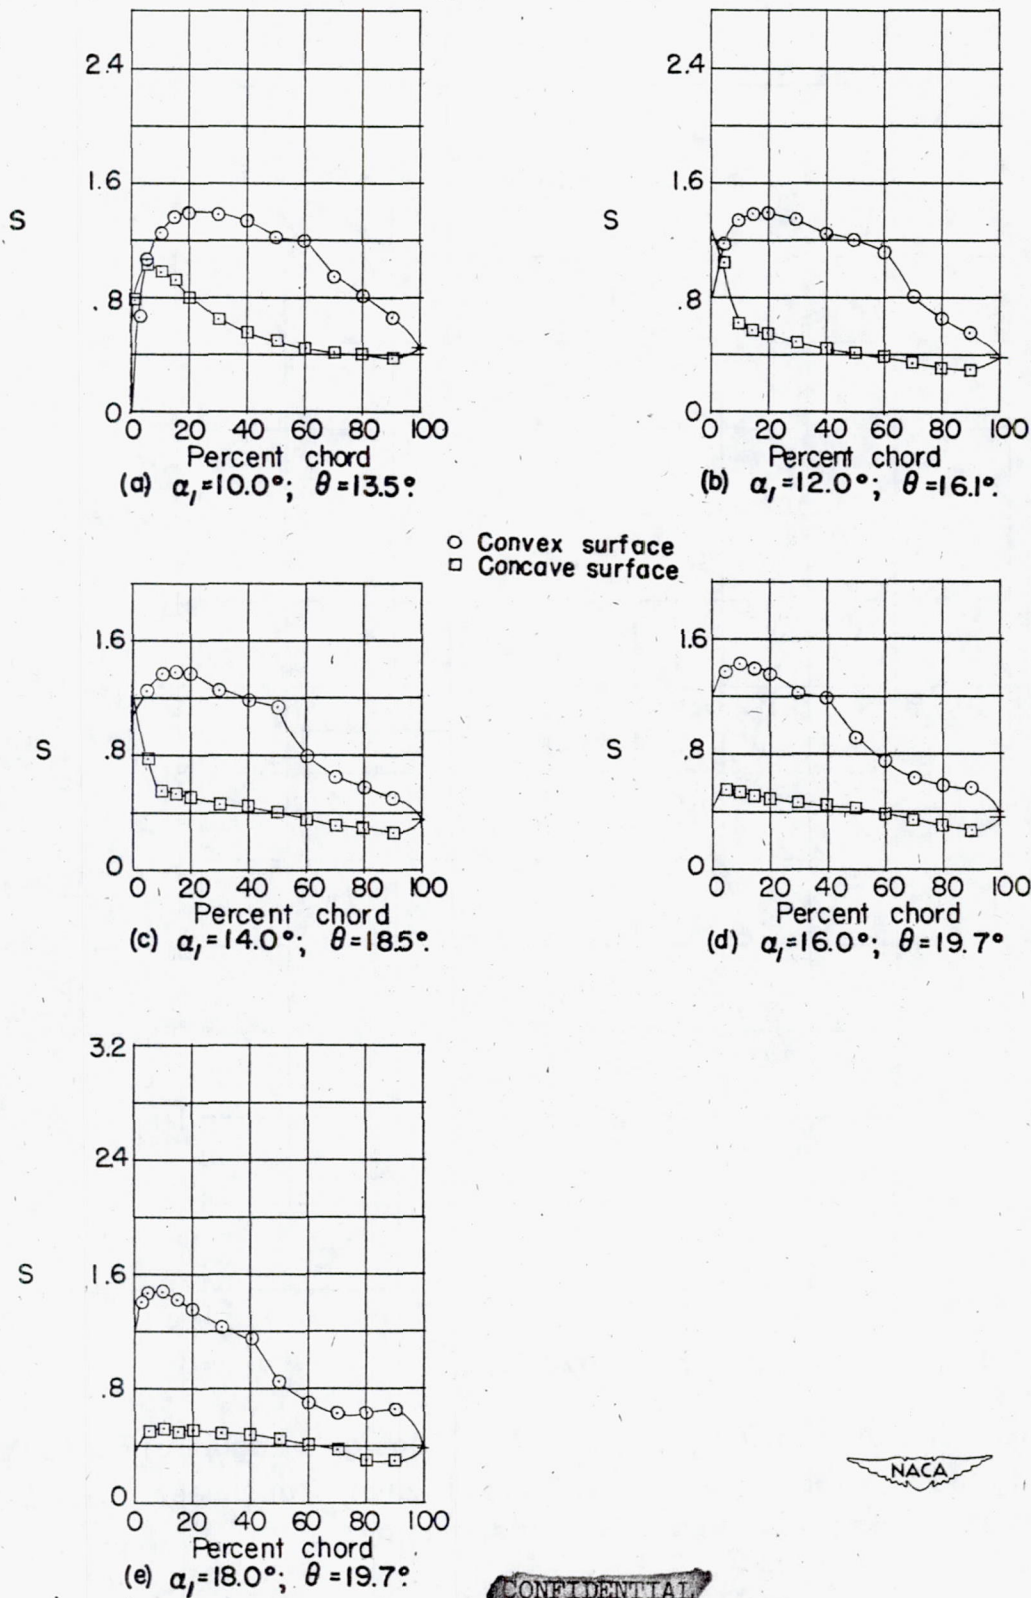 2.4
1.6
S
.8
0
0 20 40 60 80 100
Percent chord
(a) α₁=10.0°; θ=13.5°.
2.4
1.6
S
.8
0
0 20 40 60 80 100
Percent chord
(b) α₁=12.0°; θ=16.1°.
Convex surface
Concave surface
1.6
S
.8
0
0 20 40 60 80 100
Percent chord
(c) α₁=14.0°; θ=18.5°.
1.6
S
.8
0
0 20 40 60 80 100
Percent chord
(d) α₁=16.0°; θ=19.7°
3.2
2.4
1.6
S
.8
0
0 20 40 60 80 100
Percent chord
(e) α₁=18.0°; θ=19.7°.
NACA
CONFIDENTIAL